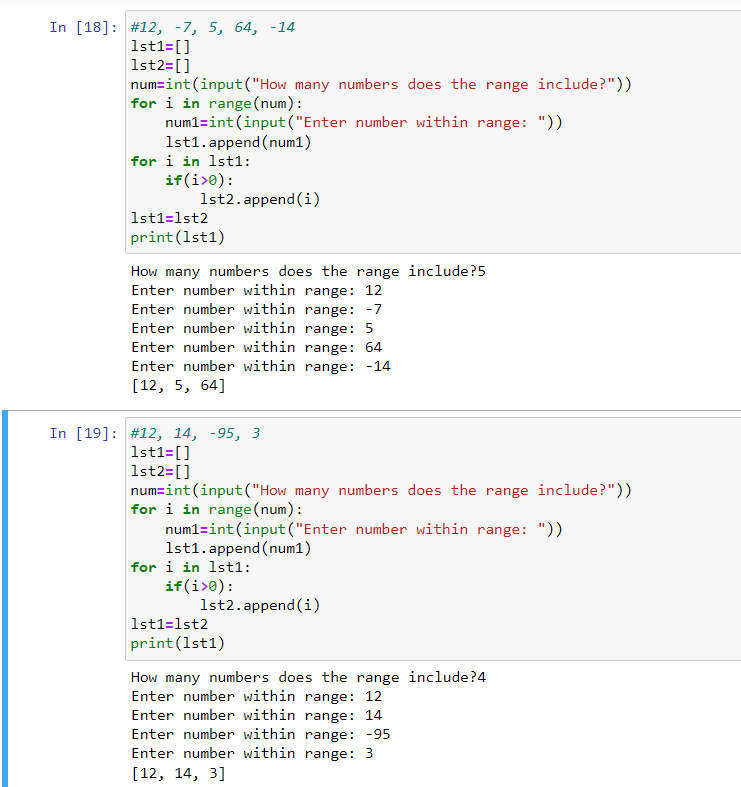 In [18]: #12, -7, 5, 64, -14
lst1=[]
lst2=[]
num=int(input("How many numbers does the range include?"))
for i in range(num):
    num1=int(input("Enter number within range: "))
    lst1.append(num1)
for i in lst1:
    if(i>0):
        lst2.append(i)
lst1=lst2
print(lst1)
How many numbers does the range include?5
Enter number within range: 12
Enter number within range: -7
Enter number within range: 5
Enter number within range: 64
Enter number within range: -14
[12, 5, 64]
In [19]: #12, 14, -95, 3
lst1=[]
lst2=[]
num=int(input("How many numbers does the range include?"))
for i in range(num):
    num1=int(input("Enter number within range: "))
    lst1.append(num1)
for i in lst1:
    if(i>0):
        lst2.append(i)
lst1=lst2
print(lst1)
How many numbers does the range include?4
Enter number within range: 12
Enter number within range: 14
Enter number within range: -95
Enter number within range: 3
[12, 14, 3]